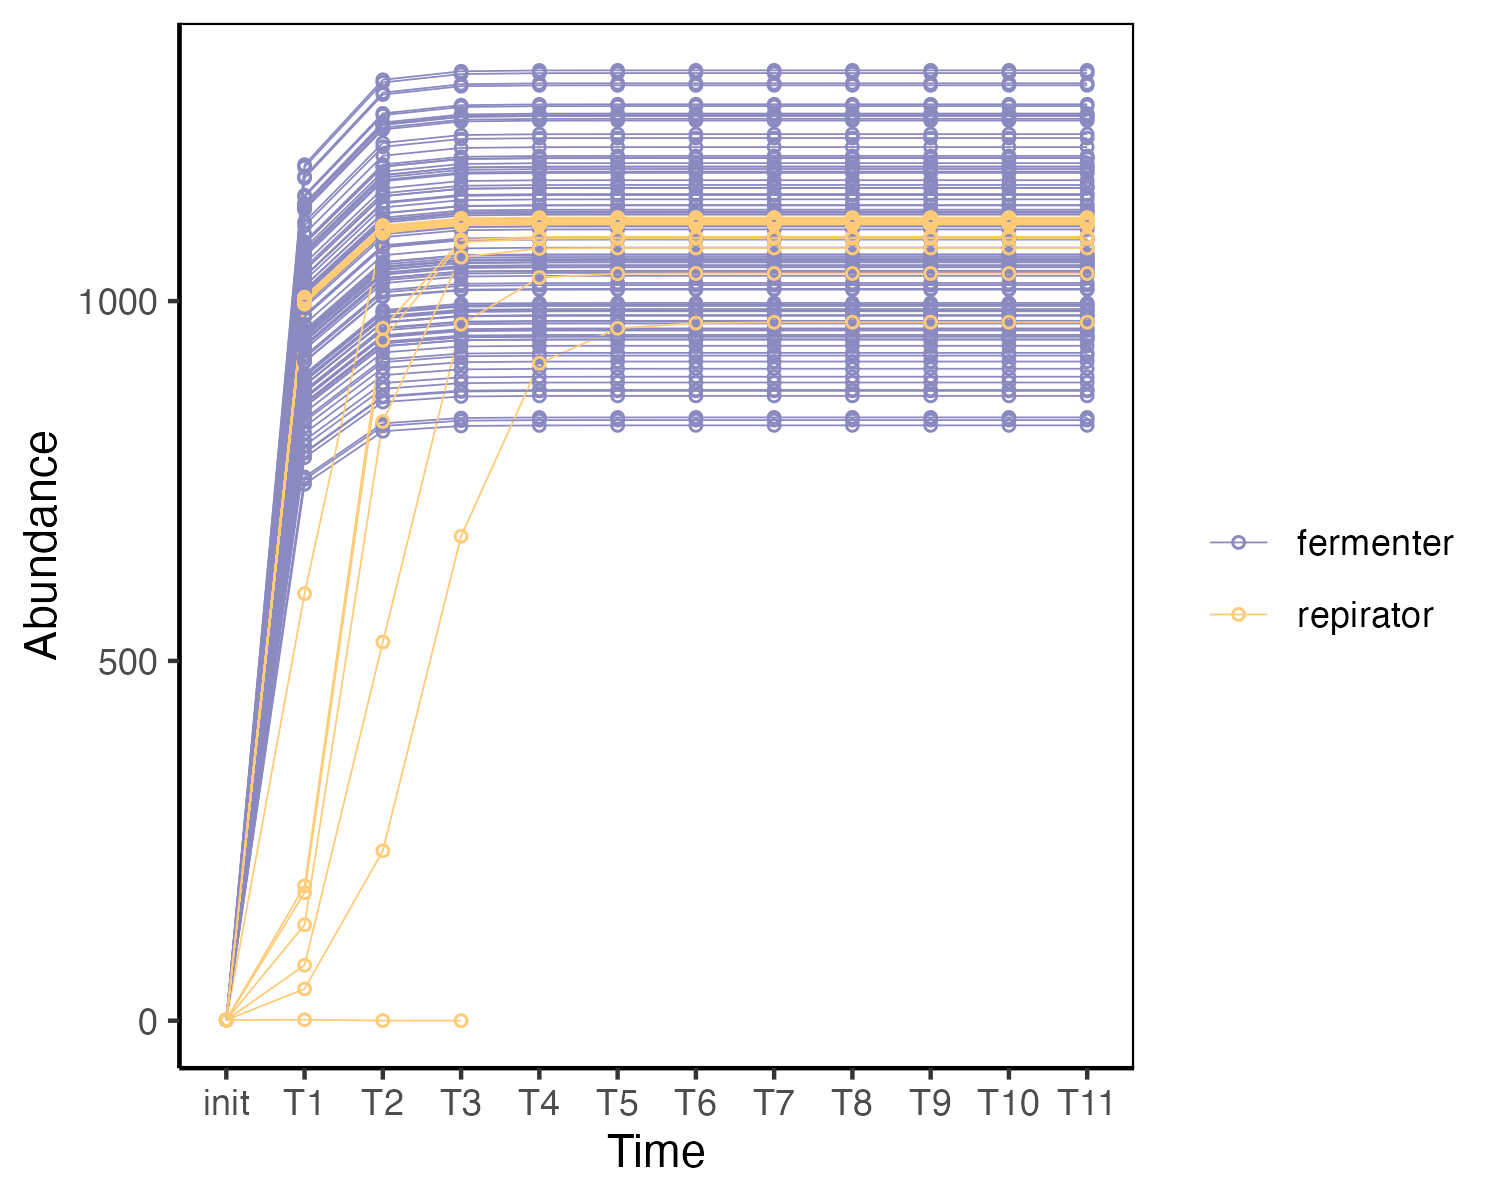 Abundance
1000
500
0
init T1 T2 T3 T4 T5 T6 T7 T8 T9 T10 T11
Time
fermenter
repirator